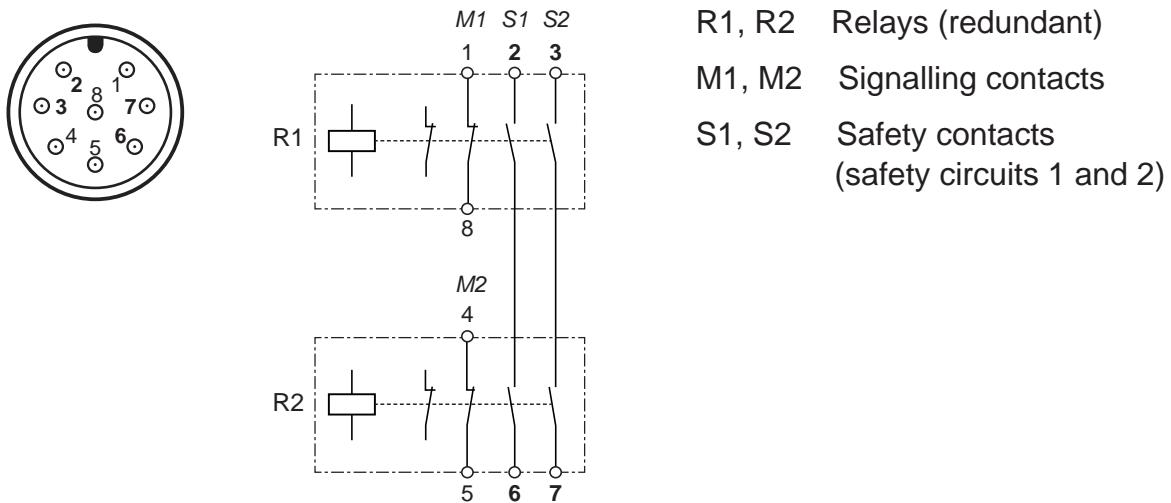 M1 S1 S2
1 2 3
R1
8
M2
4
R2
5 6 7
2 1
8
3 7
4 6
5
R1, R2 Relays (redundant)
M1, M2 Signalling contacts
S1, S2 Safety contacts
(safety circuits 1 and 2)